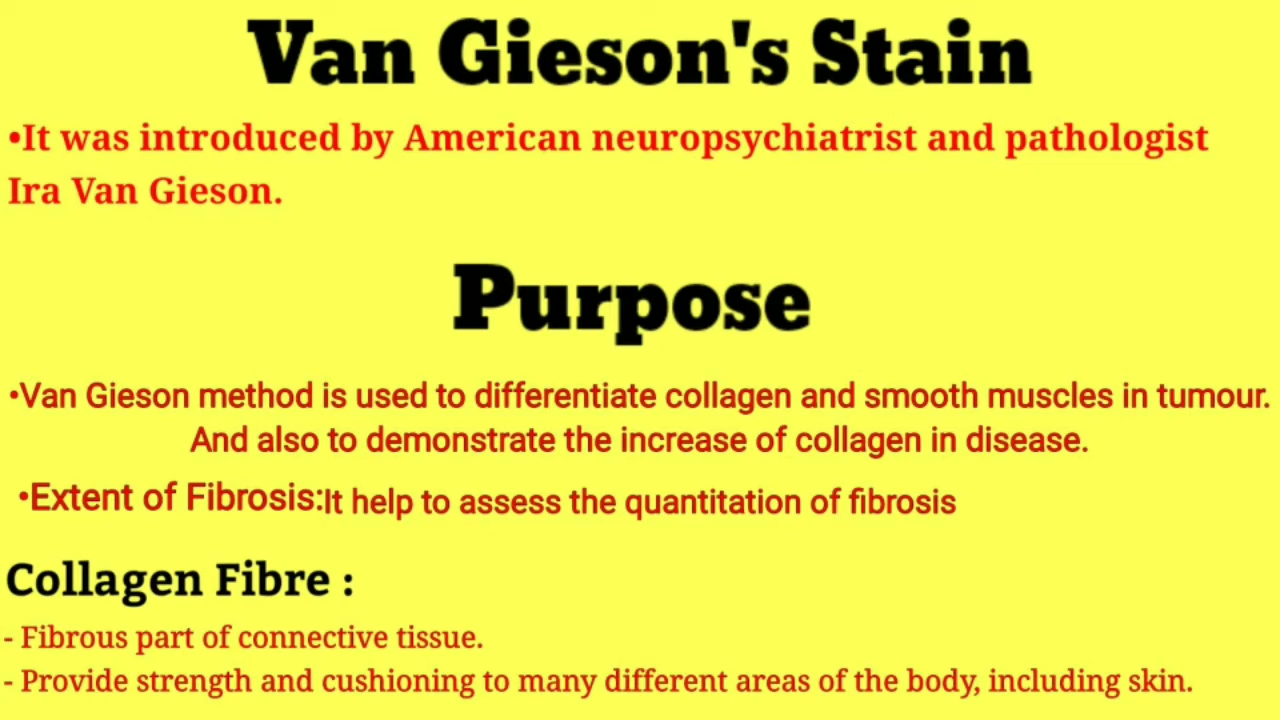 Van Gieson's Stain
•It was introduced by American neuropsychiatrist and pathologist
Ira Van Gieson.
Purpose
•Van Gieson method is used to differentiate collagen and smooth muscles in tumour.
And also to demonstrate the increase of collagen in disease.
•Extent of Fibrosis:It help to assess the quantitation of fibrosis
Collagen Fibre :
- Fibrous part of connective tissue.
- Provide strength and cushioning to many different areas of the body, including skin.